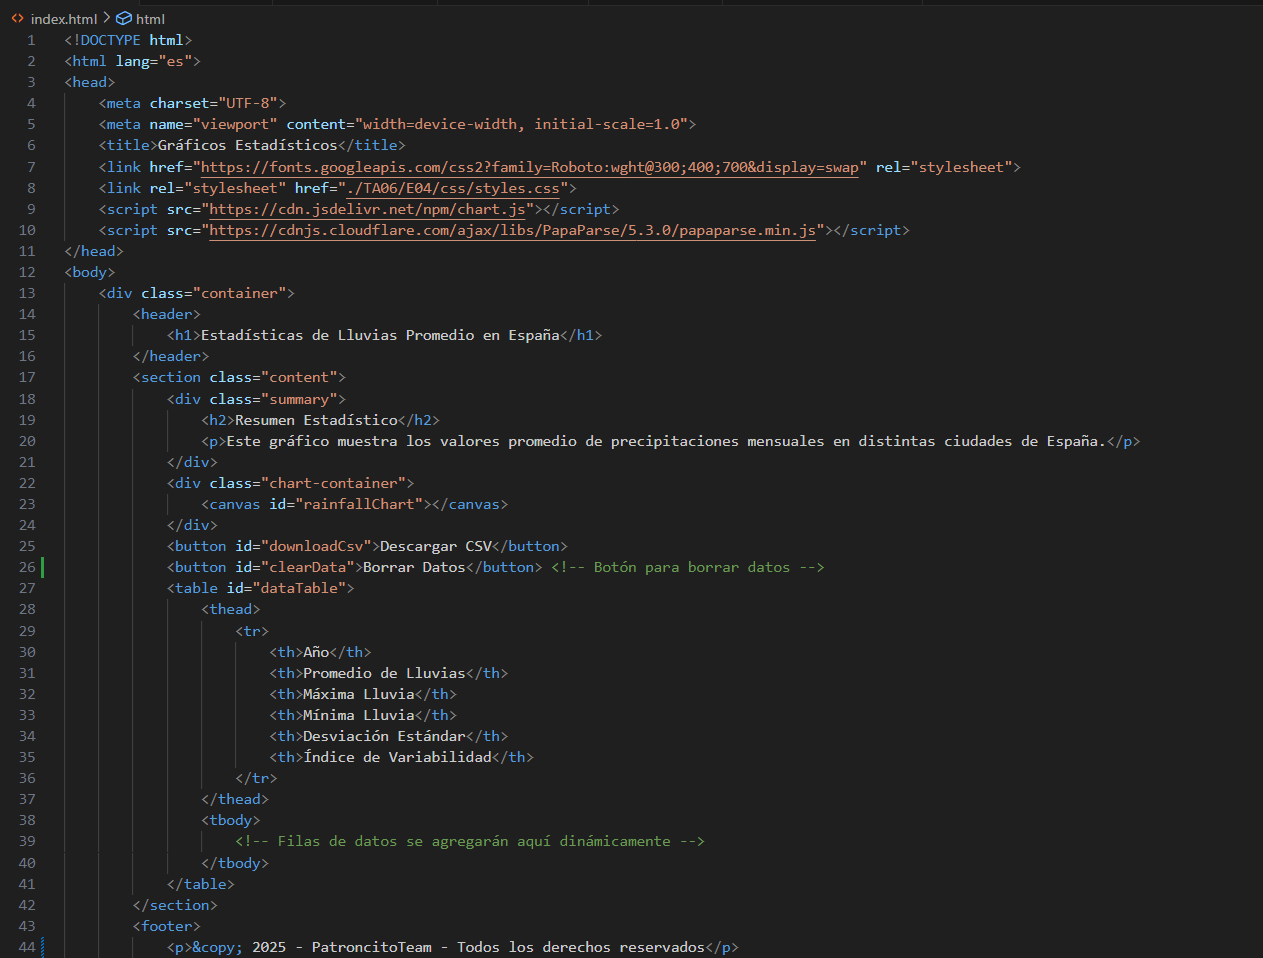 index.html > html
1 <!DOCTYPE html>
2 <html lang="es">
3 <head>
4 <meta charset="UTF-8">
5 <meta name="viewport" content="width=device-width, initial-scale=1.0">
6 <title>Gráficos Estadísticos</title>
7 <link href="https://fonts.googleapis.com/css2?family=Roboto:wght@300;400;700&display=swap" rel="stylesheet">
8 <link rel="stylesheet" href="./TA06/E04/css/styles.css">
9 <script src="https://cdn.jsdelivr.net/npm/chart.js"></script>
10 <script src="https://cdnjs.cloudflare.com/ajax/libs/PapaParse/5.3.0/papaparse.min.js"></script>
11 </head>
12 <body>
13 <div class="container">
14 <header>
15 <h1>Estadísticas de Lluvias Promedio en España</h1>
16 </header>
17 <section class="content">
18 <div class="summary">
19 <h2>Resumen Estadístico</h2>
20 <p>Este gráfico muestra los valores promedio de precipitaciones mensuales en distintas ciudades de España.</p>
21 </div>
22 <div class="chart-container">
23 <canvas id="rainfallChart"></canvas>
24 </div>
25 <button id="downloadCsv">Descargar CSV</button>
26 <button id="clearData">Borrar Datos</button> <!-- Botón para borrar datos -->
27 <table id="dataTable">
28 <thead>
29 <tr>
30 <th>Año</th>
31 <th>Promedio de Lluvias</th>
32 <th>Máxima Lluvia</th>
33 <th>Mínima Lluvia</th>
34 <th>Desviación Estándar</th>
35 <th>Índice de Variabilidad</th>
36 </tr>
37 </thead>
38 <tbody>
39 <!-- Filas de datos se agregarán aquí dinámicamente -->
40 </tbody>
41 </table>
42 </section>
43 <footer>
44 <p>&copy; 2025 - PatroncitoTeam - Todos los derechos reservados</p>